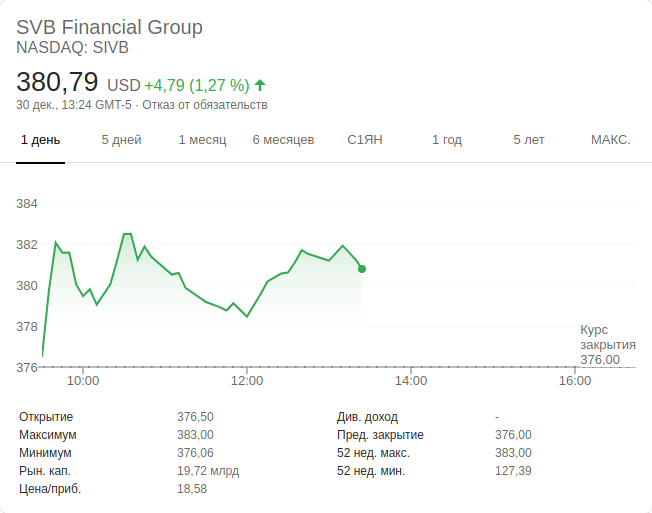 SVB Financial Group
NASDAQ: SIVB
380,79 USD +4,79 (1,27 %)
30 дек., 13:24 GMT-5 · Отказ от обязательств
1 день 5 дней 1 месяц 6 месяцев С1ЯН 1 год 5 лет МАКС.
384
382
380
378
376
Курс
закрытия
376,00
10:00 12:00 14:00 16:00
Открытие 376,50 Див. доход -
Максимум 383,00 Пред. закрытие 376,00
Минимум 376,06 52 нед. макс. 383,00
Рын. кап. 19,72 млрд 52 нед. мин. 127,39
Цена/приб. 18,58